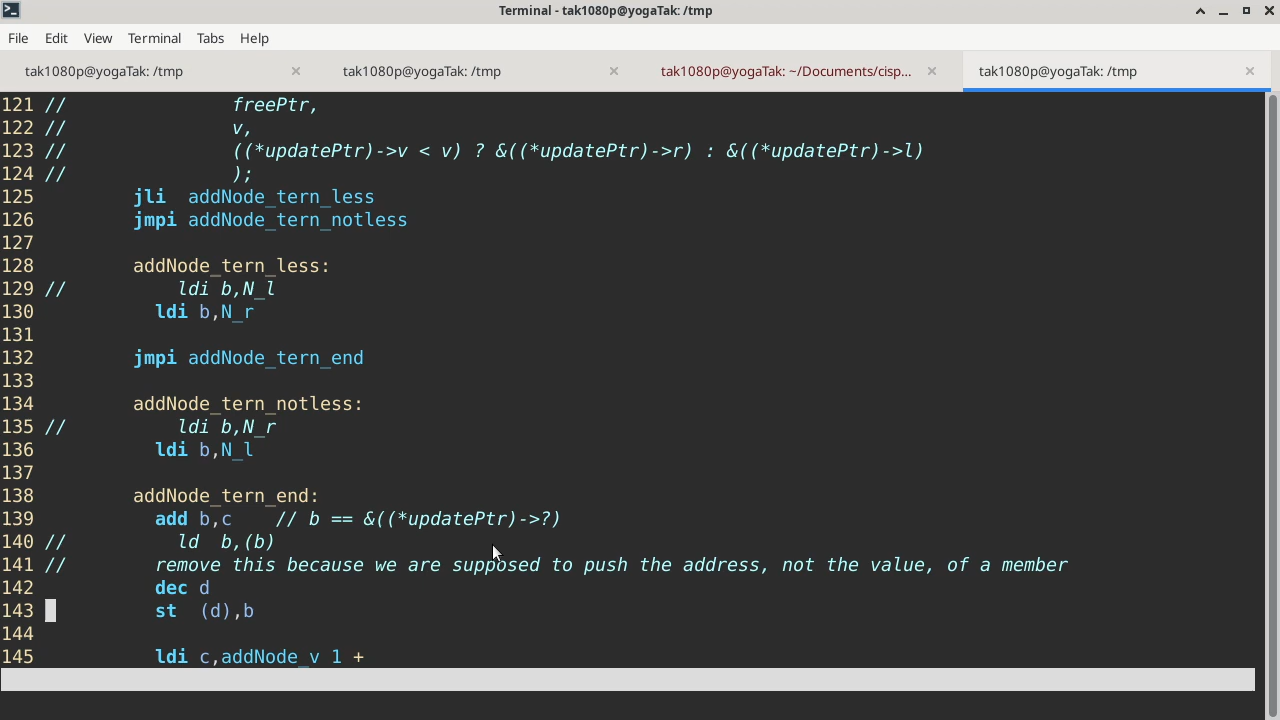 Terminal - tak1080p@yogaTak: /tmp
File Edit View Terminal Tabs Help
tak1080p@yogaTak: /tmp tak1080p@yogaTak: /tmp tak1080p@yogaTak: ~/Documents/cisp... tak1080p@yogaTak: /tmp
121 // freePtr,
122 // v,
123 // ((*updatePtr)->v < v) ? &((*updatePtr)->r) : &((*updatePtr)->l)
124 // );
125 jli addNode_tern_less
126 jmpi addNode_tern_notless
127
128 addNode_tern_less:
129 // ldi b,N_l
130 ldi b,N_r
131
132 jmpi addNode_tern_end
133
134 addNode_tern_notless:
135 // ldi b,N_r
136 ldi b,N_l
137
138 addNode_tern_end:
139 add b,c // b == &((*updatePtr)->?)
140 // ld b,(b)
141 // remove this because we are supposed to push the address, not the value, of a member
142 dec d
143 st (d),b
144
145 ldi c,addNode_v 1 +